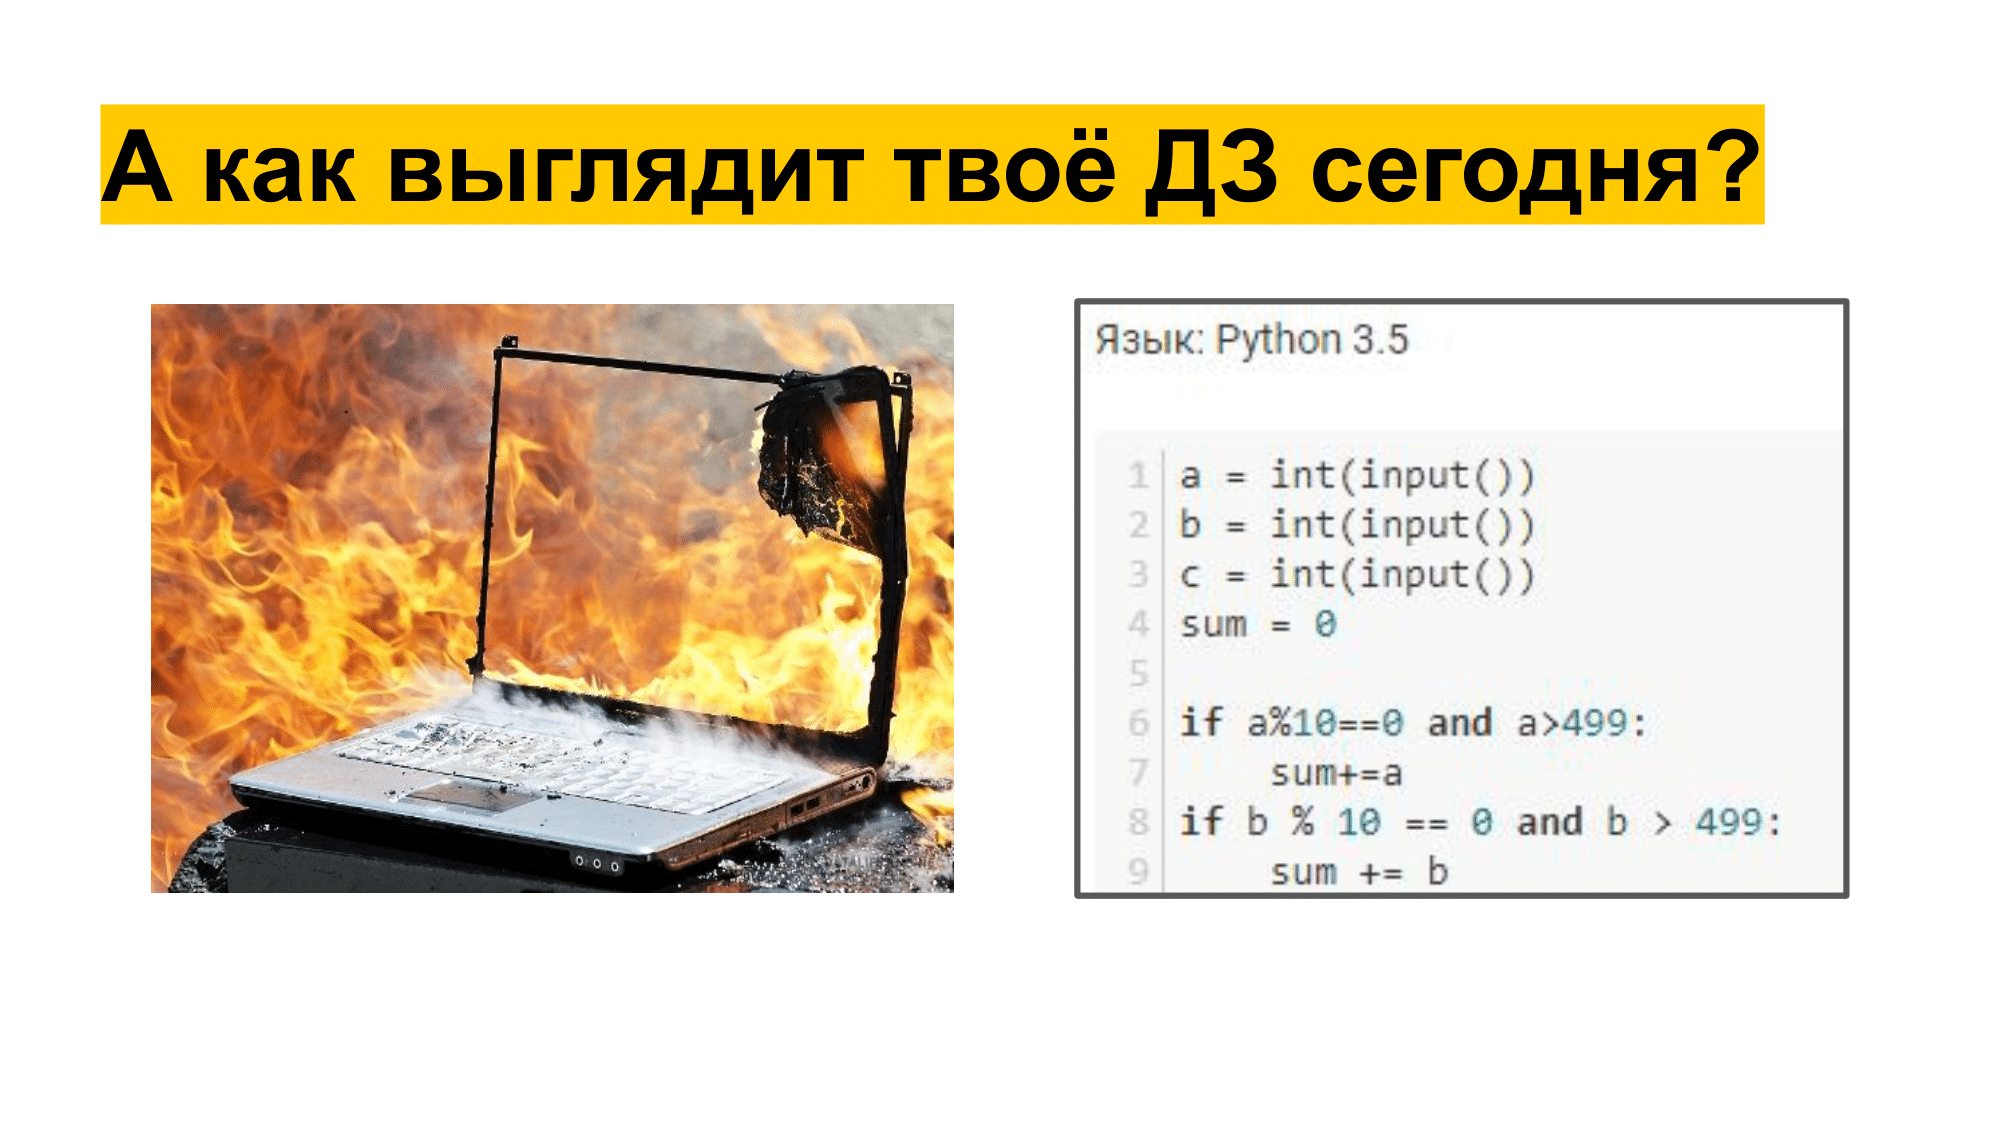 А как выглядит твоё ДЗ сегодня?
Язык: Python 3.5
1 a = int(input())
2 b = int(input())
3 c = int(input())
4 sum = 0
5
6 if a%10==0 and a>499:
7     sum+=a
8 if b % 10 == 0 and b > 499:
9     sum += b